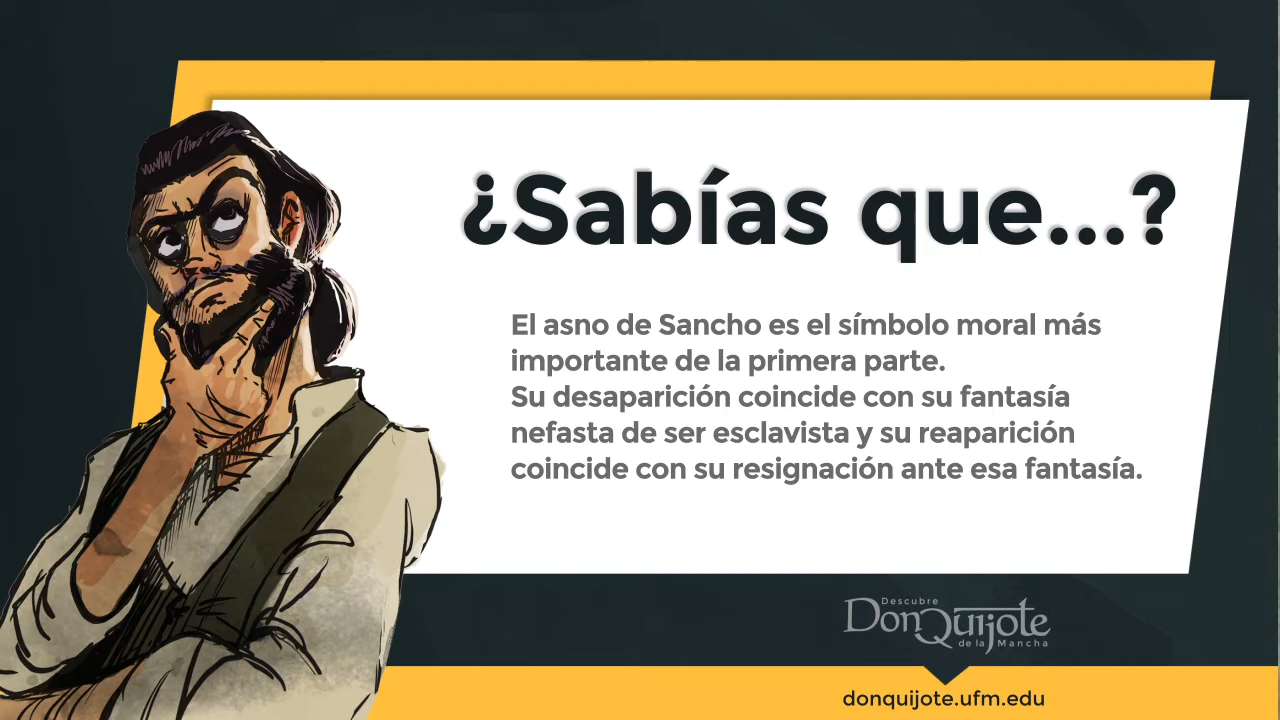 ¿Sabías que...?
El asno de Sancho es el símbolo moral más
importante de la primera parte.
Su desaparición coincide con su fantasía
nefasta de ser esclavista y su reaparición
coincide con su resignación ante esa fantasía.
Descubre
Don Quijote
de la Mancha
donquijote.ufm.edu